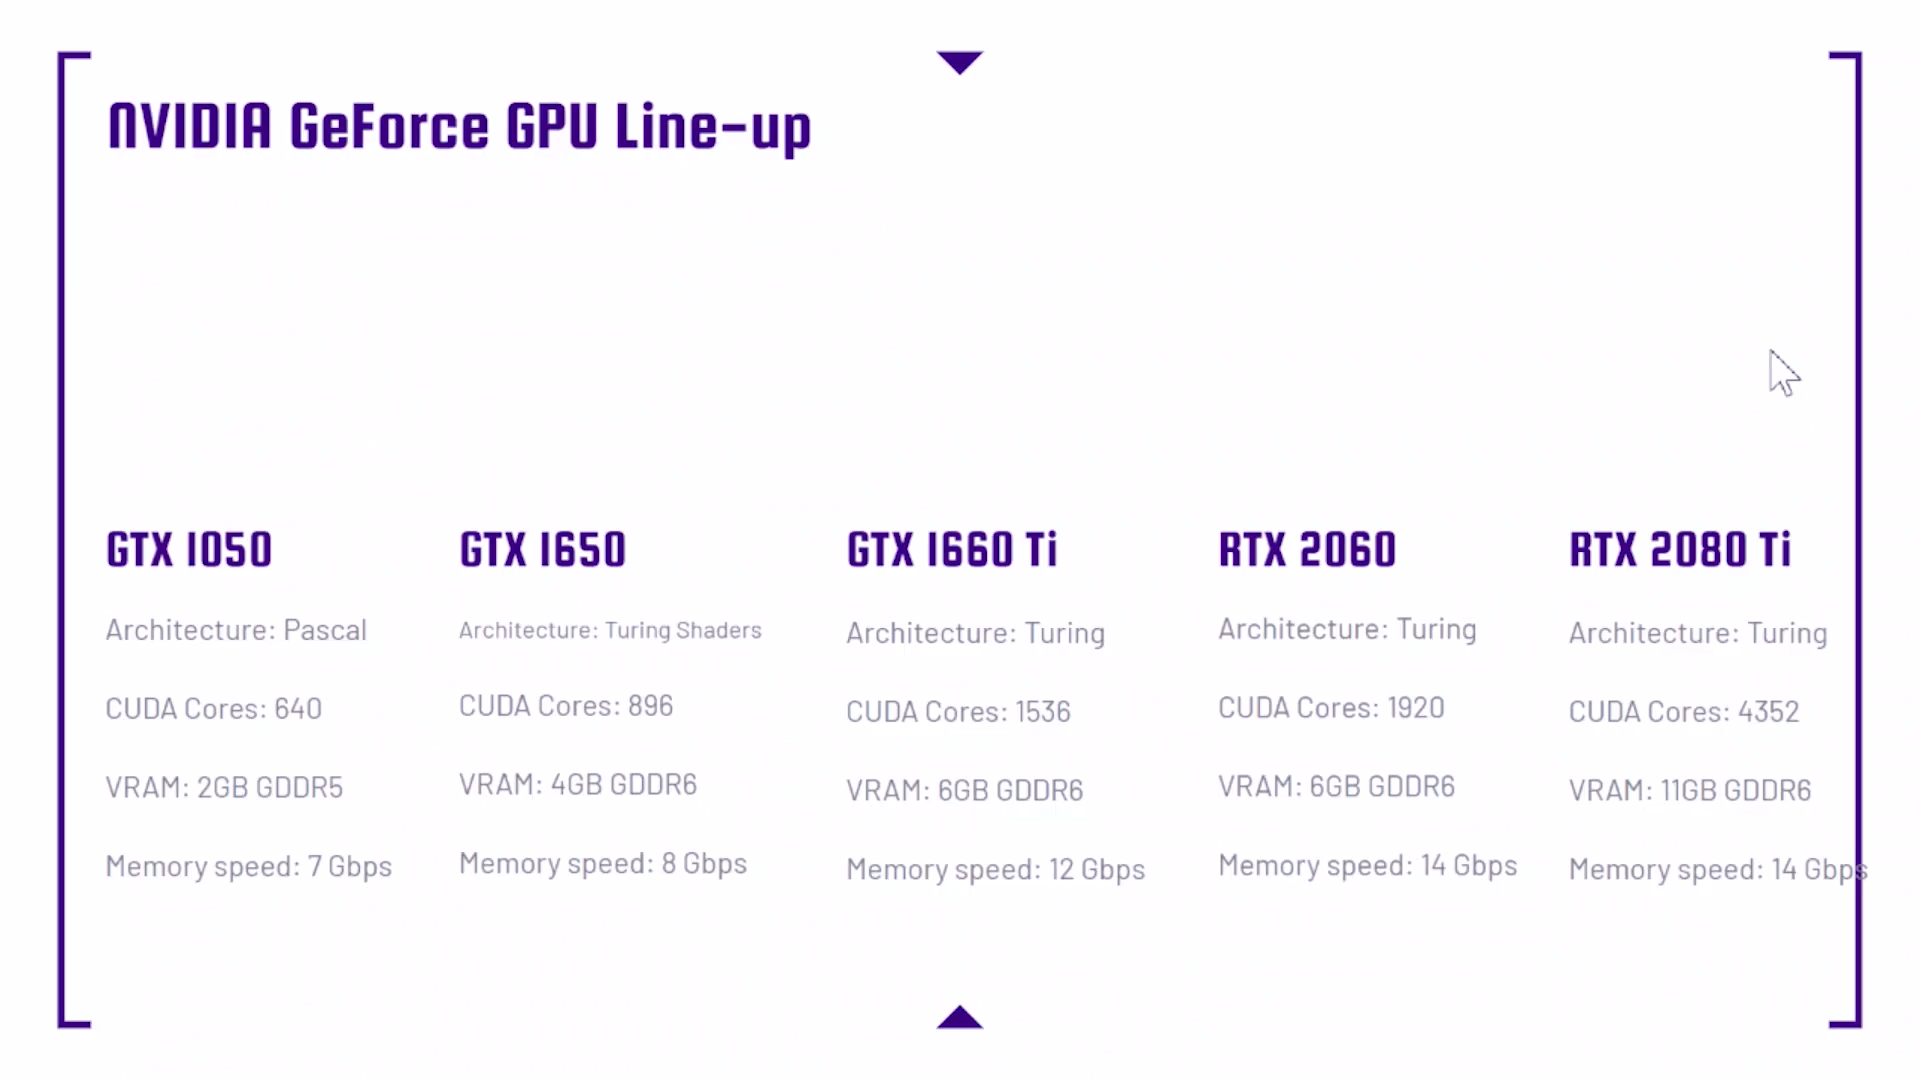 NVIDIA GeForce GPU Line-up
GTX 1050
Architecture: Pascal
CUDA Cores: 640
VRAM: 2GB GDDR5
Memory speed: 7 Gbps
GTX 1650
Architecture: Turing Shaders
CUDA Cores: 896
VRAM: 4GB GDDR6
Memory speed: 8 Gbps
GTX 1660 Ti
Architecture: Turing
CUDA Cores: 1536
VRAM: 6GB GDDR6
Memory speed: 12 Gbps
RTX 2060
Architecture: Turing
CUDA Cores: 1920
VRAM: 6GB GDDR6
Memory speed: 14 Gbps
RTX 2080 Ti
Architecture: Turing
CUDA Cores: 4352
VRAM: 11GB GDDR6
Memory speed: 14 Gbps